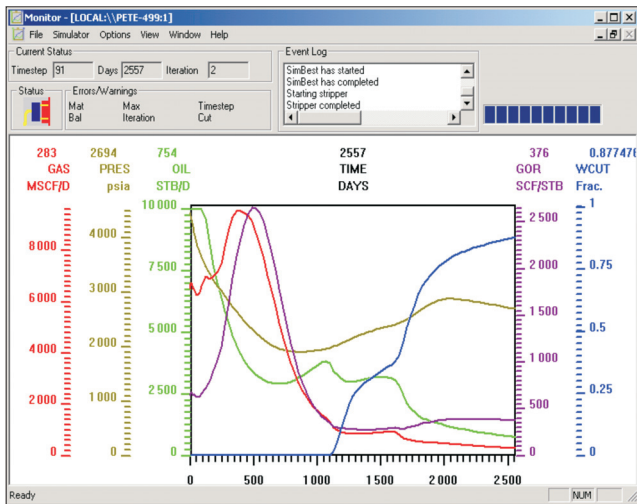 Monitor - [LOCAL:\\PETE-499:1]
File Simulator Options View Window Help
Current Status
Timestep 91 Days 2557 Iteration 2
Event Log
SimBest has started
SimBest has completed
Starting stripper
Stripper completed
Status
Errors/Warnings
Mat Max Timestep
Bal Iteration Cut
283 2694 754 2557 376 0.877476
GAS PRES OIL TIME GOR WCUT
MSCF/D psia STB/D DAYS SCF/STB Frac.
10000 1
2500
4000
8000
7500 2000 0.75
3000
6000
1500
5000 0.5
4000 2000
1000
2500 0.25
2000 1000
500
0 0 0 0 0
0 500 1000 1500 2000 2500
Ready NUM